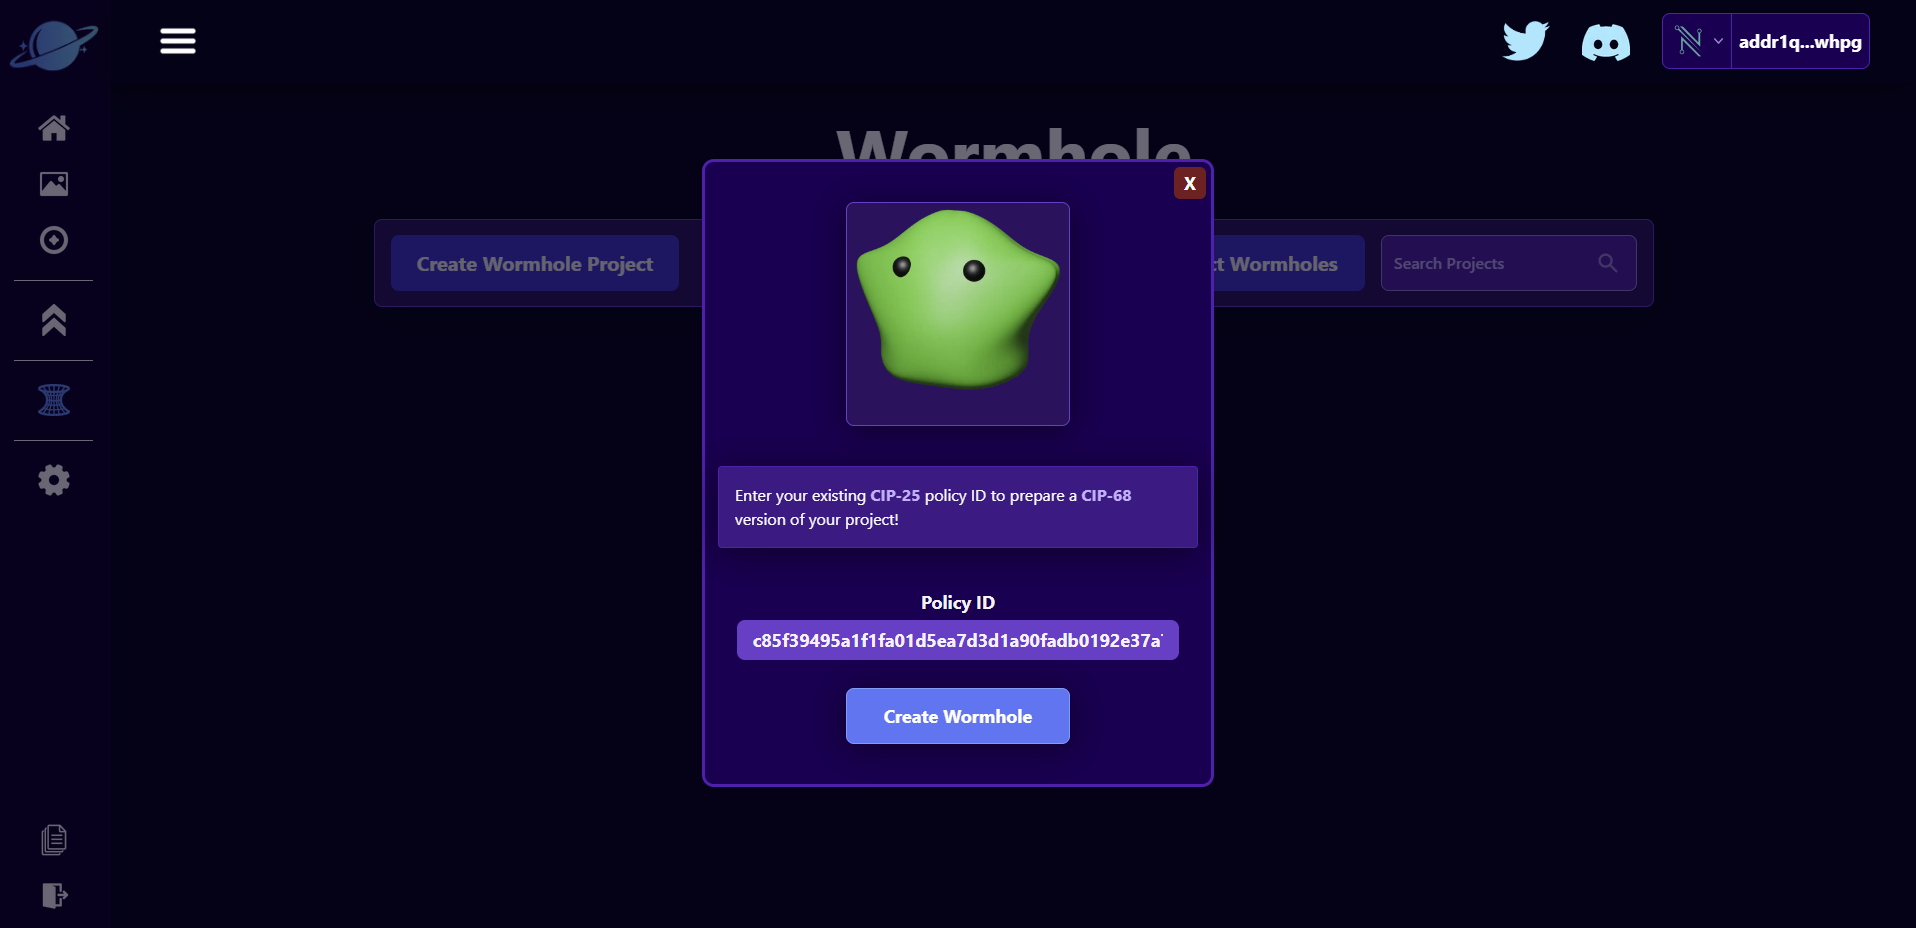 addr1q...whpg
Wormhole
X
Create Wormhole Project
ct Wormholes
Search Projects
Enter your existing CIP-25 policy ID to prepare a CIP-68
version of your project!
Policy ID
c85f39495a1f1fa01d5ea7d3d1a90fadb0192e37a
Create Wormhole